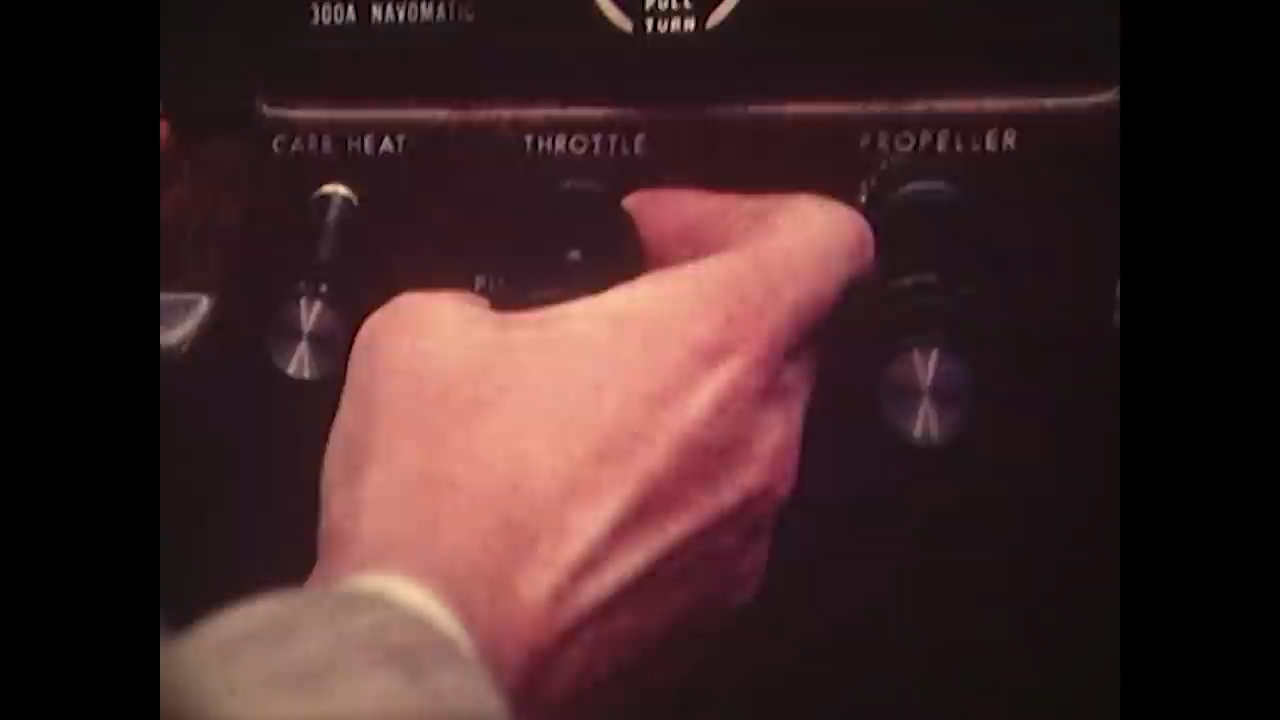 300A NAVOMATIC
PULL
TURN
CARB HEAT
THROTTLE
PROPELLER